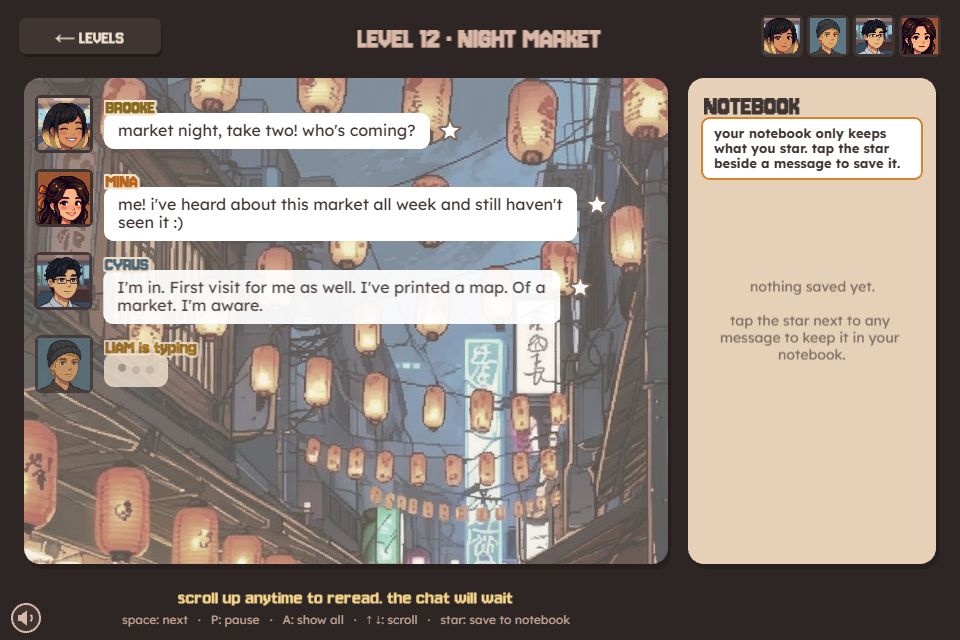 ← LEVELS
LEVEL 12 · NIGHT MARKET
BROOKE
market night, take two! who's coming?
MINA
me! i've heard about this market all week and still haven't
seen it :)
CYRUS
I'm in. First visit for me as well. I've printed a map. Of a
market. I'm aware.
LIAM is typing
NOTEBOOK
your notebook only keeps
what you star. tap the star
beside a message to save it.
nothing saved yet.
tap the star next to any
message to keep it in your
notebook.
scroll up anytime to reread. the chat will wait
space: next · P: pause · A: show all · ↑↓: scroll · star: save to notebook